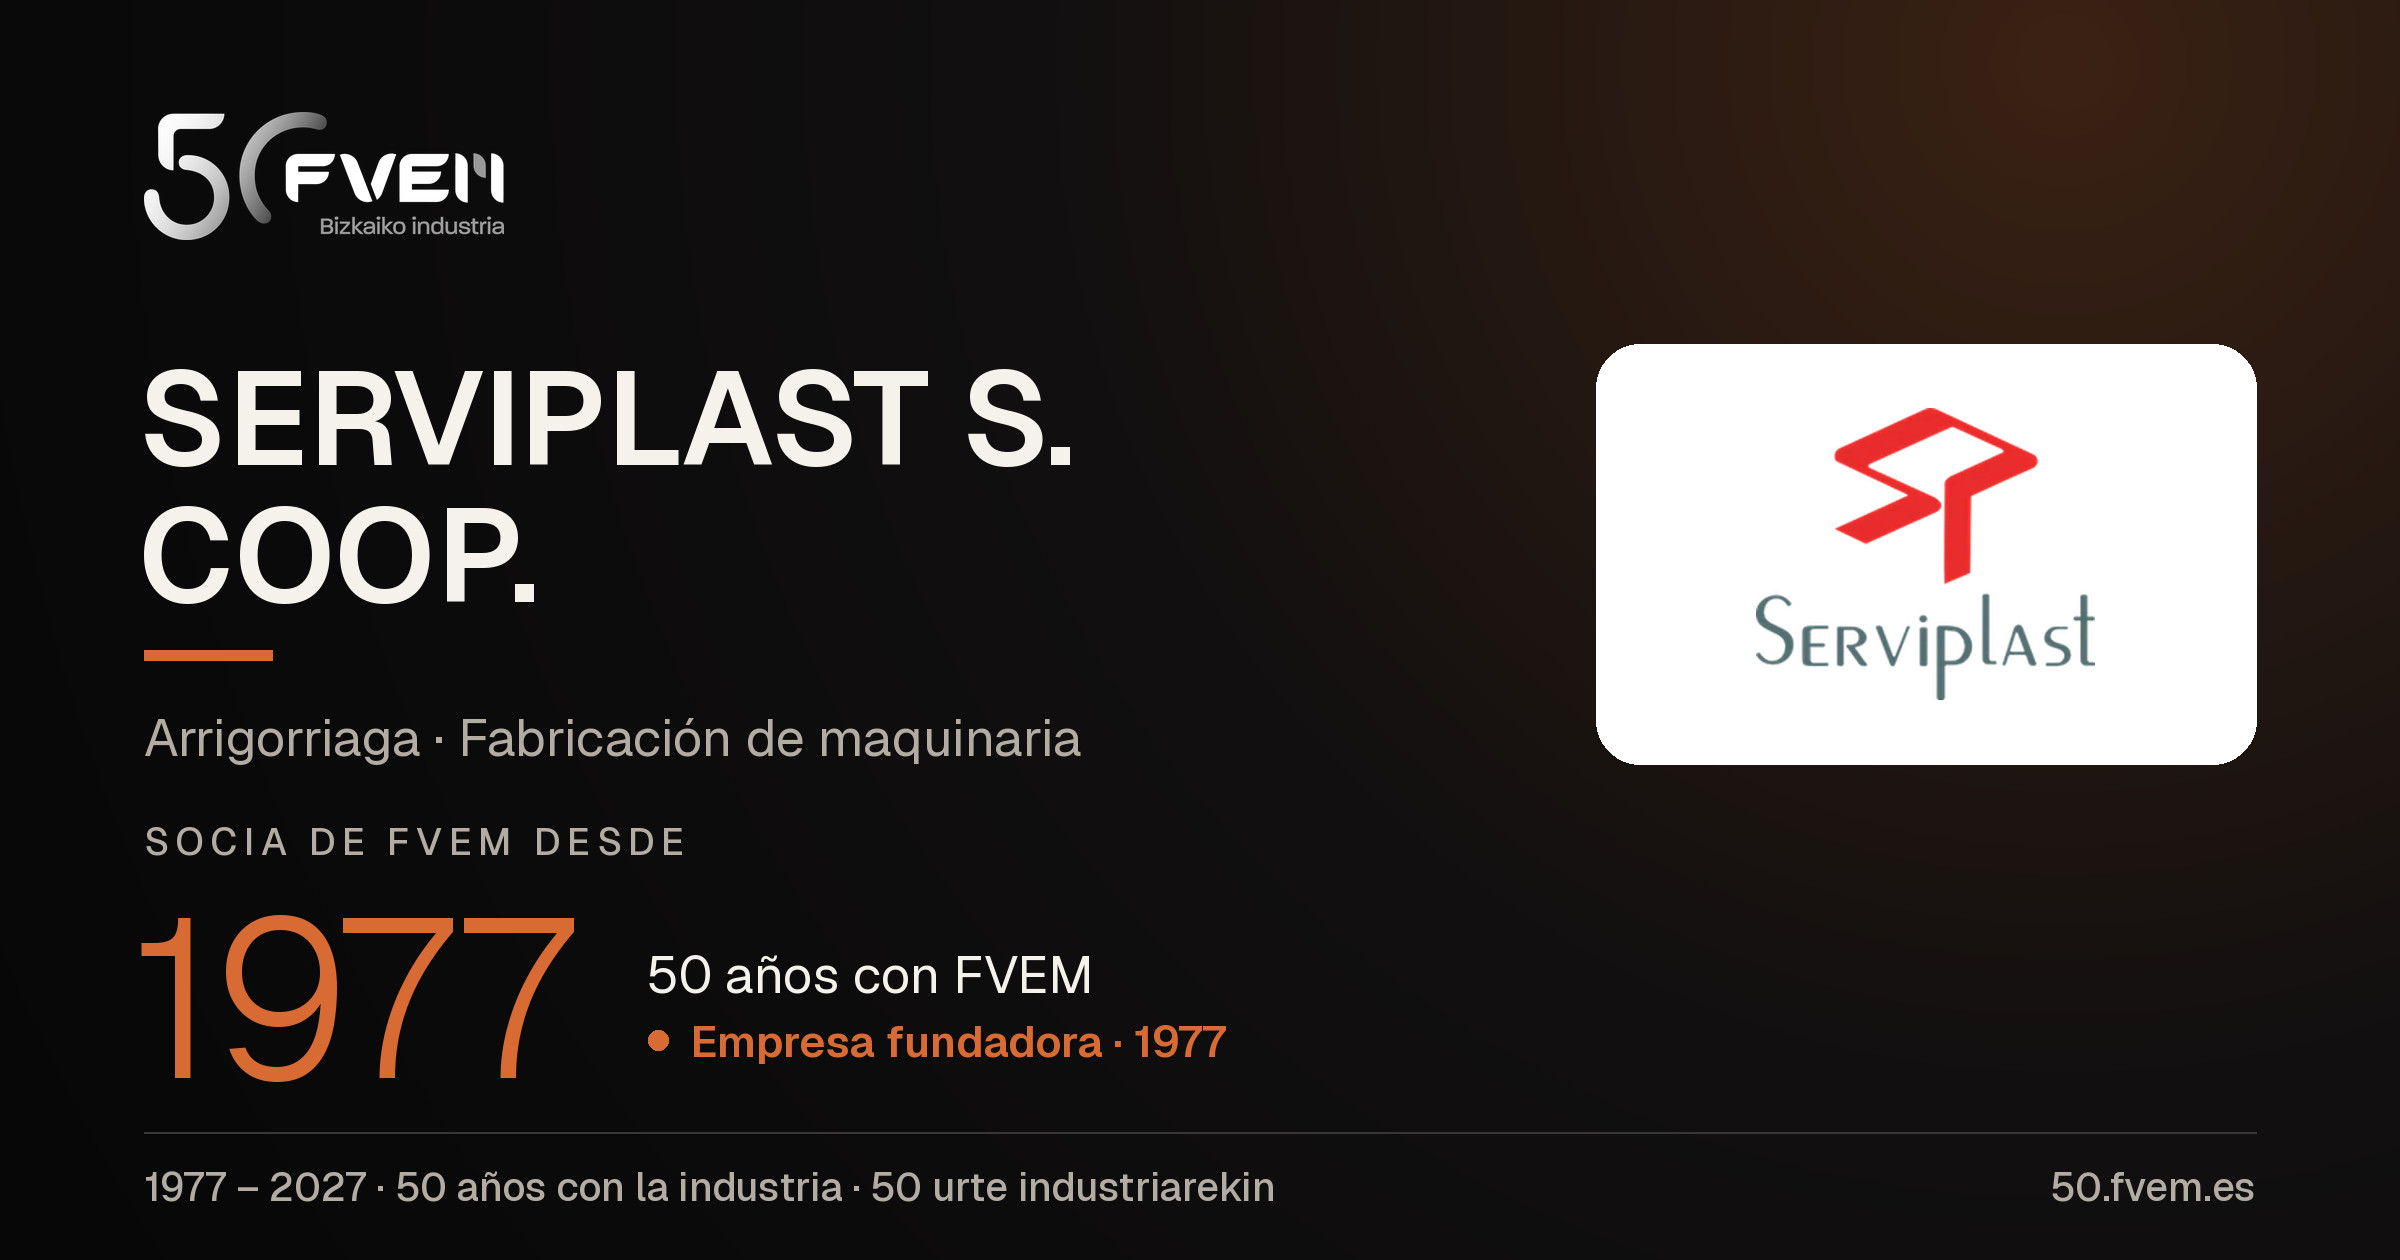 50 FVEM
Bizkaiko industria
SERVIPLAST S.
COOP.
SP
Serviplast
Arrigorriaga · Fabricación de maquinaria
SOCIA DE FVEM DESDE
1977
50 años con FVEM
Empresa fundadora · 1977
1977 – 2027 · 50 años con la industria · 50 urte industriarekin
50.fvem.es